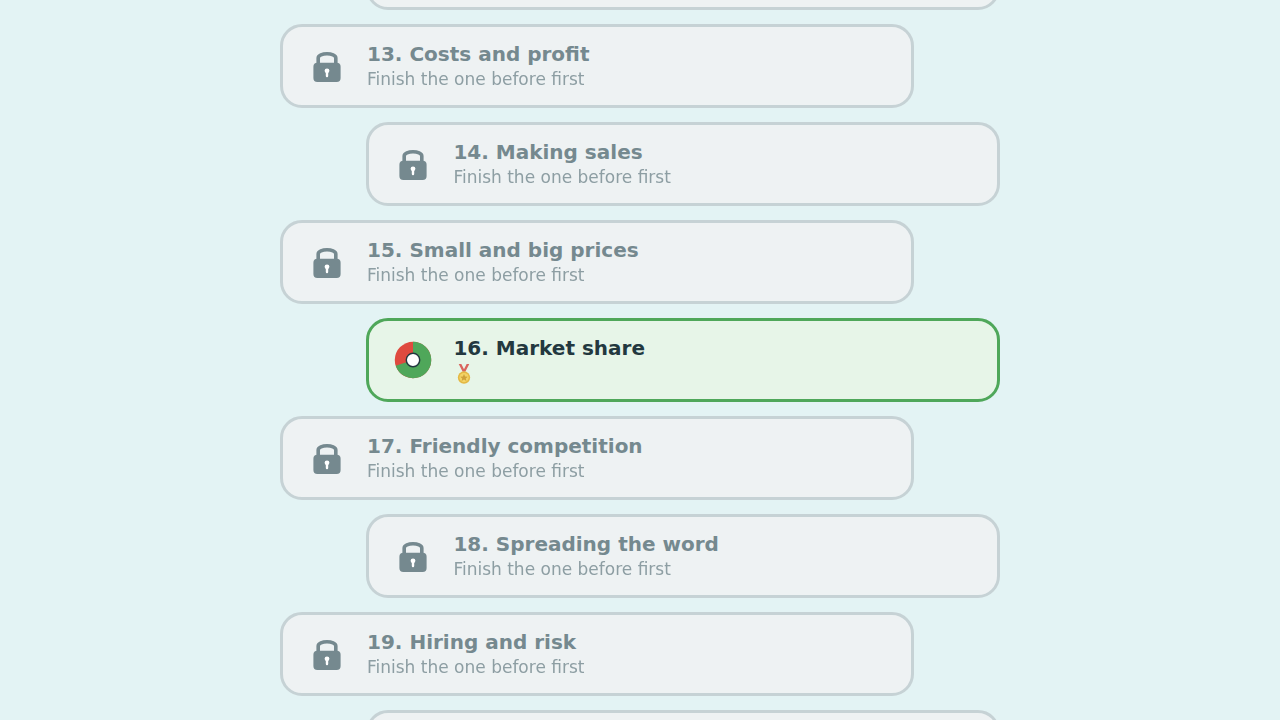 13. Costs and profit
Finish the one before first
14. Making sales
Finish the one before first
15. Small and big prices
Finish the one before first
16. Market share
17. Friendly competition
Finish the one before first
18. Spreading the word
Finish the one before first
19. Hiring and risk
Finish the one before first